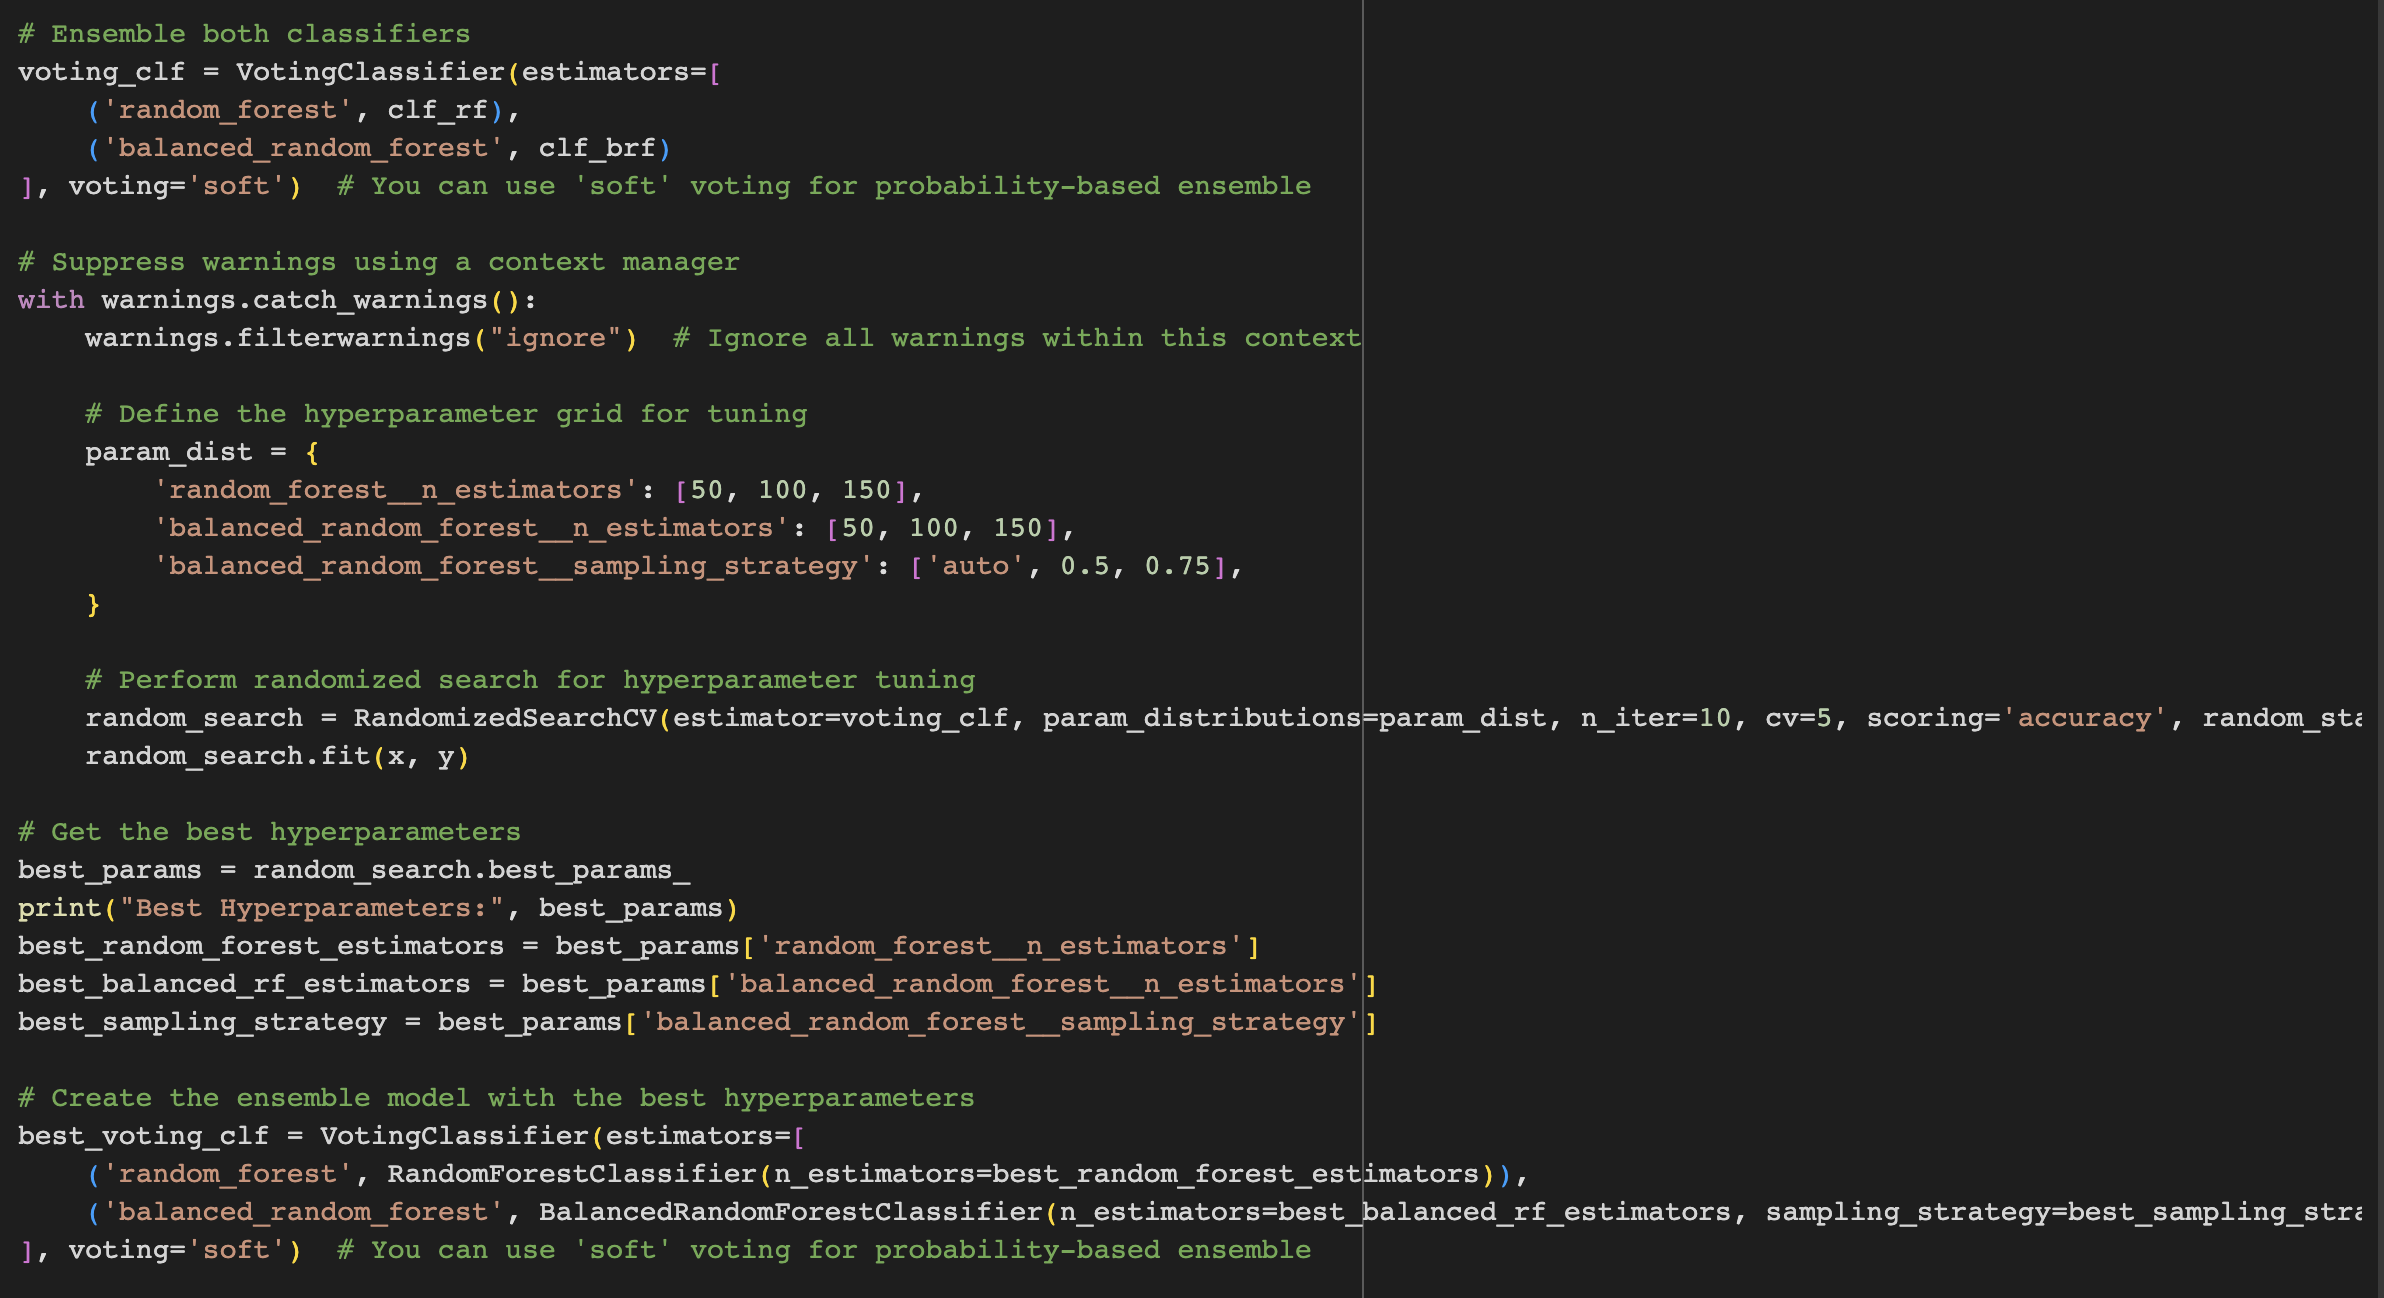 # Ensemble both classifiers
voting_clf = VotingClassifier(estimators=[
    ('random_forest', clf_rf),
    ('balanced_random_forest', clf_brf)
], voting='soft')  # You can use 'soft' voting for probability-based ensemble

# Suppress warnings using a context manager
with warnings.catch_warnings():
    warnings.filterwarnings("ignore")  # Ignore all warnings within this context

    # Define the hyperparameter grid for tuning
    param_dist = {
        'random_forest__n_estimators': [50, 100, 150],
        'balanced_random_forest__n_estimators': [50, 100, 150],
        'balanced_random_forest__sampling_strategy': ['auto', 0.5, 0.75],
    }

    # Perform randomized search for hyperparameter tuning
    random_search = RandomizedSearchCV(estimator=voting_clf, param_distributions=param_dist, n_iter=10, cv=5, scoring='accuracy', random_sta
    random_search.fit(x, y)

# Get the best hyperparameters
best_params = random_search.best_params_
print("Best Hyperparameters:", best_params)
best_random_forest_estimators = best_params['random_forest__n_estimators']
best_balanced_rf_estimators = best_params['balanced_random_forest__n_estimators']
best_sampling_strategy = best_params['balanced_random_forest__sampling_strategy']

# Create the ensemble model with the best hyperparameters
best_voting_clf = VotingClassifier(estimators=[
    ('random_forest', RandomForestClassifier(n_estimators=best_random_forest_estimators)),
    ('balanced_random_forest', BalancedRandomForestClassifier(n_estimators=best_balanced_rf_estimators, sampling_strategy=best_sampling_stra
], voting='soft')  # You can use 'soft' voting for probability-based ensemble